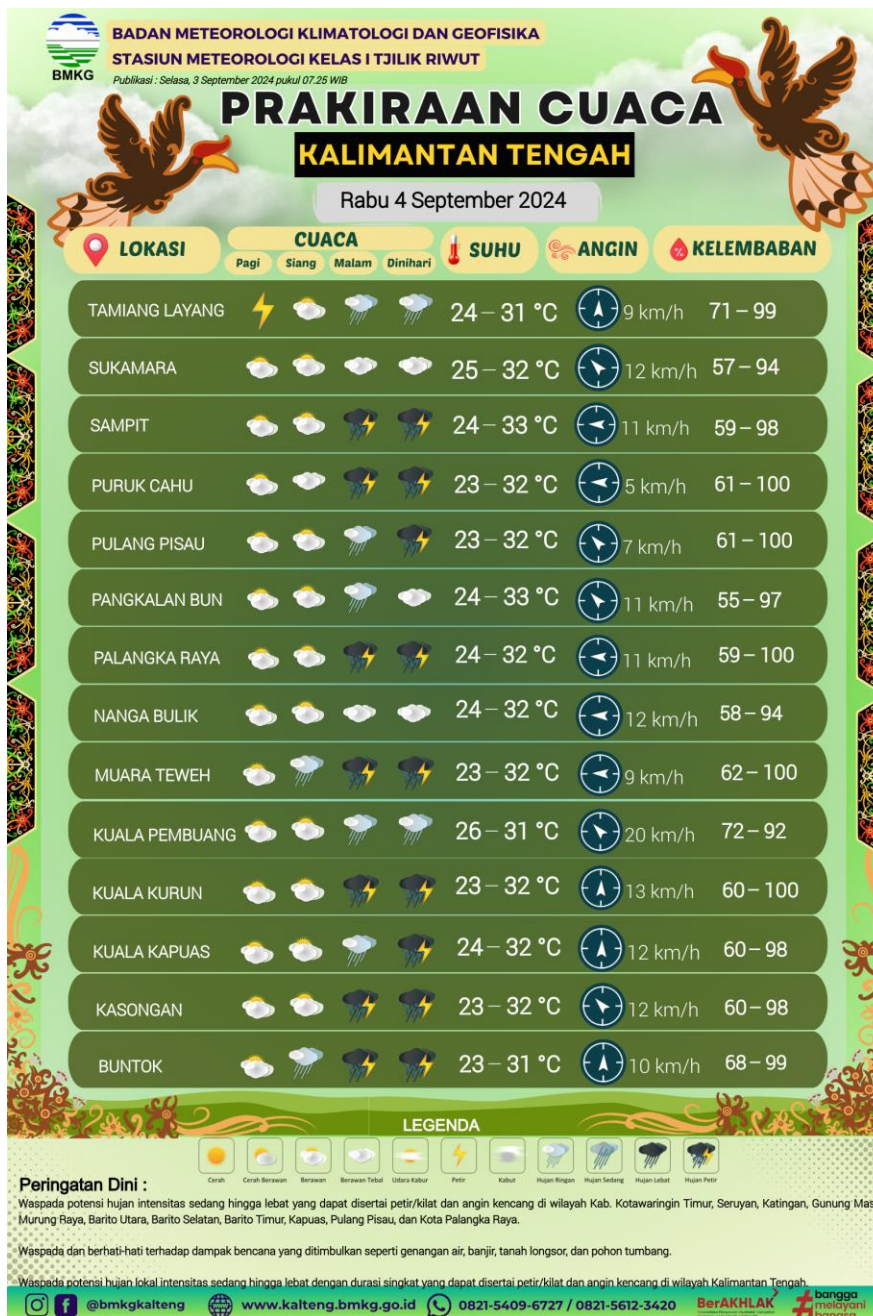 BMKG
BADAN METEOROLOGI KLIMATOLOGI DAN GEOFISIKA
STASIUN METEOROLOGI KELAS I TJILIK RIWUT
Publikasi : Selasa, 3 September 2024 pukul 07.25 WIB
PRAKIRAAN CUACA
KALIMANTAN TENGAH
Rabu 4 September 2024
LOKASI CUACA SUHU ANGIN % KELEMBABAN
Pagi Siang Malam Dinihari
TAMIANG LAYANG 24 – 31 °C 9 km/h 71 – 99
SUKAMARA 25 – 32 °C 12 km/h 57 – 94
SAMPIT 24 – 33 °C 11 km/h 59 – 98
PURUK CAHU 23 – 32 °C 5 km/h 61 – 100
PULANG PISAU 23 – 32 °C 7 km/h 61 – 100
PANGKALAN BUN 24 – 33 °C 11 km/h 55 – 97
PALANGKA RAYA 24 – 32 °C 11 km/h 59 – 100
NANGA BULIK 24 – 32 °C 12 km/h 58 – 94
MUARA TEWEH 23 – 32 °C 9 km/h 62 – 100
KUALA PEMBUANG 26 – 31 °C 20 km/h 72 – 92
KUALA KURUN 23 – 32 °C 13 km/h 60 – 100
KUALA KAPUAS 24 – 32 °C 12 km/h 60 – 98
KASONGAN 23 – 32 °C 12 km/h 60 – 98
BUNTOK 23 – 31 °C 10 km/h 68 – 99
LEGENDA
Cerah Cerah Berawan Berawan Berawan Tebal Udara Kabur Petir Kabut Hujan Ringan Hujan Sedang Hujan Lebat Hujan Petir
Peringatan Dini :
Waspada potensi hujan intensitas sedang hingga lebat yang dapat disertai petir/kilat dan angin kencang di wilayah Kab. Kotawaringin Timur, Seruyan, Katingan, Gunung Mas
Murung Raya, Barito Utara, Barito Selatan, Barito Timur, Kapuas, Pulang Pisau, dan Kota Palangka Raya.
Waspada dan berhati-hati terhadap dampak bencana yang ditimbulkan seperti genangan air, banjir, tanah longsor, dan pohon tumbang.
Waspada potensi hujan lokal intensitas sedang hingga lebat dengan durasi singkat yang dapat disertai petir/kilat dan angin kencang di wilayah Kalimantan Tengah.
@bmkgkalteng www.kalteng.bmkg.go.id 0821-5409-6727 / 0821-5612-3420 BerAKHLAK # bangga
melayani
bangsa